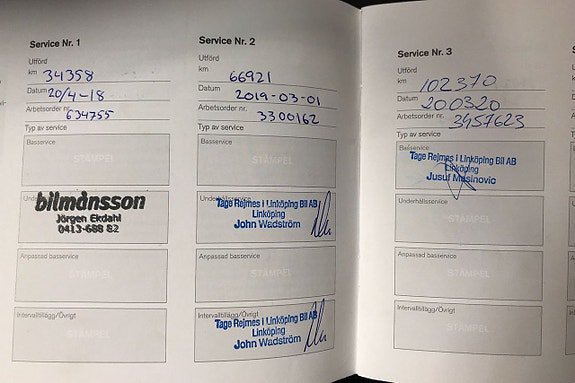 Service Nr. 1
Utförd
km 34358
Datum 20/4-18
Arbetsorder nr. 634755
Typ av service
Basservice
STÄMPEL
bilmånsson
Jörgen Ekdahl
0413-688 82
Anpassad basservice
STÄMPEL
Intervalltillägg/Övrigt
STÄMPEL
Service Nr. 2
Utförd
km 66921
Datum 2019-03-01
Arbetsorder nr. 3300162
Typ av service
Basservice
STÄMPEL
Tage Rejmes i Linköping Bil AB
Linköping
John Wadström
Anpassad basservice
STÄMPEL
Intervalltillägg/Övrigt
Tage Rejmes i Linköping Bil AB
Linköping
John Wadström
Service Nr. 3
Utförd
km 102370
Datum 200320
Arbetsorder nr. 3957623
Typ av service
Basservice
Tage Rejmes i Linköping Bil AB
Linköping
Jusuf Masinovic
Underhållsservice
STÄMPEL
Anpassad basservice
STÄMPEL
Intervalltillägg/Övrigt
STÄMPEL